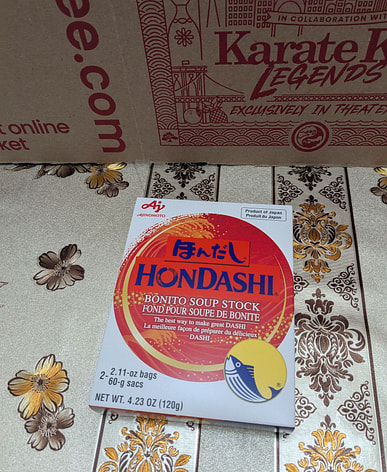 ee.com
online
ket
IN COLLABORATION WI
Karate K
LEGENDS
EXCLUSIVELY IN THEATE
AJINOMOTO
Product of Japan
Produit du Japon
ほんだし
HONDASHI
BONITO SOUP STOCK
FOND POUR SOUPE DE BONITE
The best way to make great DASHI
La meilleure façon de préparer du délicieux
DASHI
2- 2.11-oz bags
60-g sacs
NET WT. 4.23 OZ (120g)